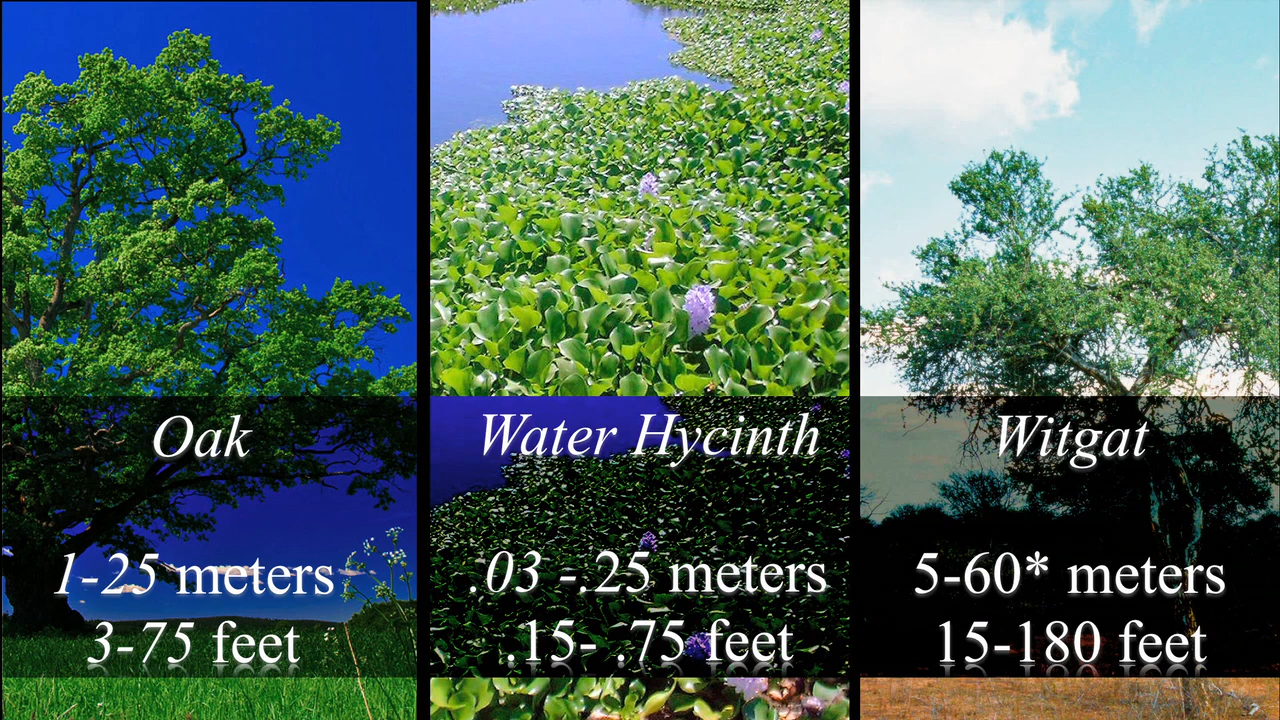 Oak
1-25 meters
3-75 feet
Water Hycinth
.03 -.25 meters
.15- .75 feet
Witgat
5-60* meters
15-180 feet